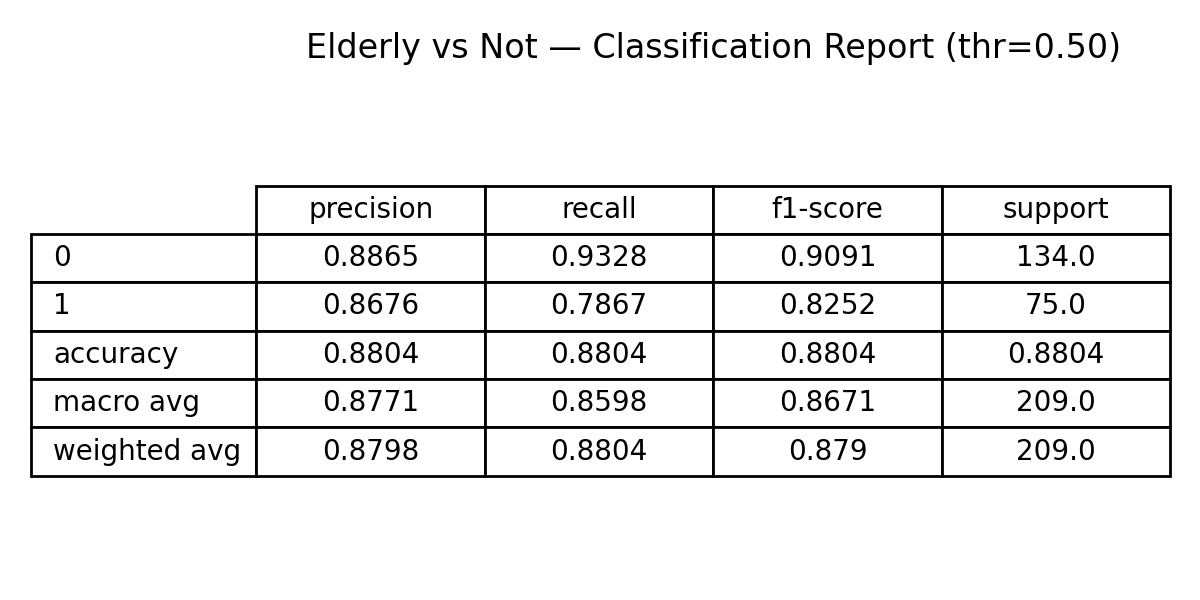 Elderly vs Not — Classification Report (thr=0.50)
precision recall f1-score support
0 0.8865 0.9328 0.9091 134.0
1 0.8676 0.7867 0.8252 75.0
accuracy 0.8804 0.8804 0.8804 0.8804
macro avg 0.8771 0.8598 0.8671 209.0
weighted avg 0.8798 0.8804 0.879 209.0